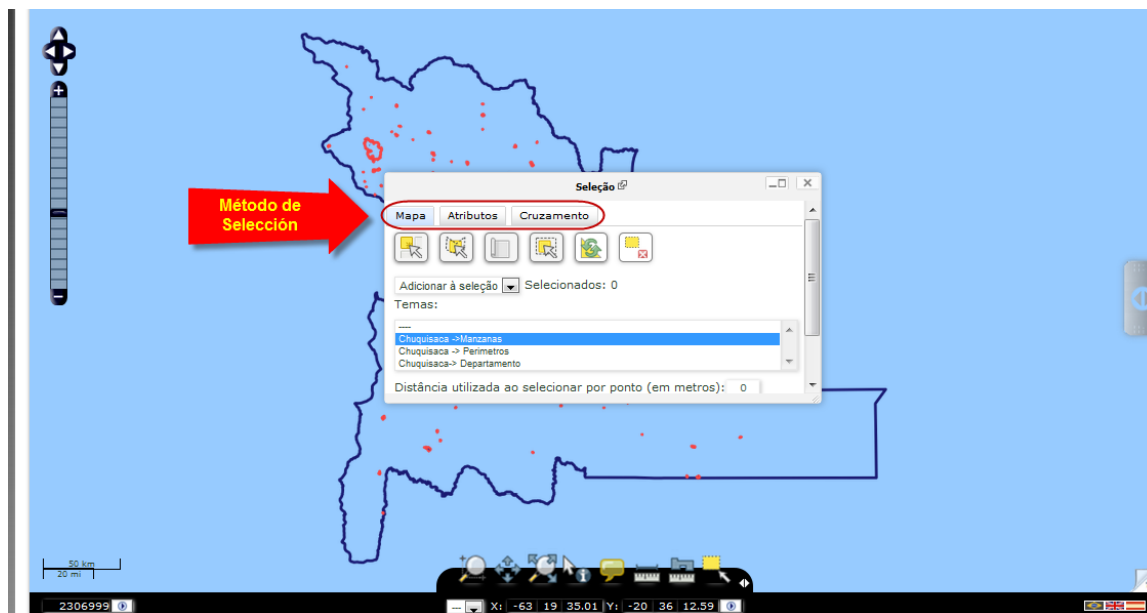 Seleção
Método de
Selección
Mapa Atributos Cruzamento
Adicionar à seleção Selecionados: 0
Temas:
----
Chuquisaca ->Manzanas
Chuquisaca -> Perimetros
Chuquisaca-> Departamento
Distância utilizada ao selecionar por ponto (em metros): 0
50 km
20 mi
2306999 --- X: -63 19 35.01 Y: -20 36 12.59